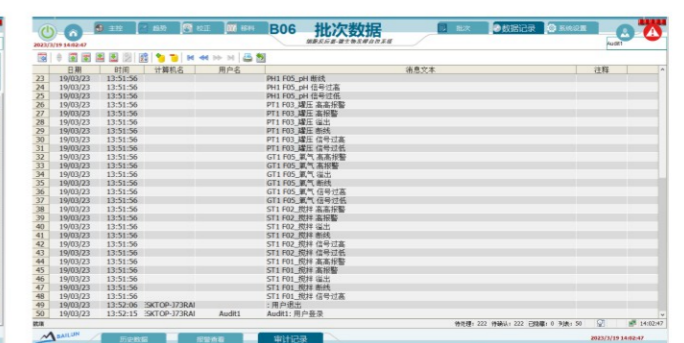 主控 趋势 校正 移种 B06 批次数据 批次 数据记录 系统设置
2023/3/19 14:02:47 Audit1
日期 时间 计算机名 用户名 消息文本 注释
23 19/03/23 13:51:56 PH1 F05_pH 断线
24 19/03/23 13:51:56 PH1 F05_pH 信号过高
25 19/03/23 13:51:56 PH1 F05_pH 信号过低
26 19/03/23 13:51:56 PT1 F03_罐压 高高报警
27 19/03/23 13:51:56 PT1 F03_罐压 高报警
28 19/03/23 13:51:56 PT1 F03_罐压 溢出
29 19/03/23 13:51:56 PT1 F03_罐压 断线
30 19/03/23 13:51:56 PT1 F03_罐压 信号过高
31 19/03/23 13:51:56 PT1 F03_罐压 信号过低
32 19/03/23 13:51:56 GT1 F05_氧气 高高报警
33 19/03/23 13:51:56 GT1 F05_氧气 高报警
34 19/03/23 13:51:56 GT1 F05_氧气 溢出
35 19/03/23 13:51:56 GT1 F05_氧气 断线
36 19/03/23 13:51:56 GT1 F05_氧气 信号过高
37 19/03/23 13:51:56 GT1 F05_氧气 信号过低
38 19/03/23 13:51:56 ST1 F02_搅拌 高高报警
39 19/03/23 13:51:56 ST1 F02_搅拌 高报警
40 19/03/23 13:51:56 ST1 F02_搅拌 溢出
41 19/03/23 13:51:56 ST1 F02_搅拌 断线
42 19/03/23 13:51:56 ST1 F02_搅拌 信号过高
43 19/03/23 13:51:56 ST1 F02_搅拌 信号过低
44 19/03/23 13:51:56 ST1 F01_搅拌 高高报警
45 19/03/23 13:51:56 ST1 F01_搅拌 高报警
46 19/03/23 13:51:56 ST1 F01_搅拌 溢出
47 19/03/23 13:51:56 ST1 F01_搅拌 断线
48 19/03/23 13:51:56 ST1 F01_搅拌 信号过高
49 19/03/23 13:52:06 SKTOP-J73RAI : 用户退出
50 19/03/23 13:52:15 SKTOP-J73RAI Audit1 Audit1: 用户登录
就绪 待处理: 222 待确认: 222 已隐藏: 0 列表: 50 14:02:47
BAILUN 历史数据 报警查看 审计记录 2023/3/19 14:02:47